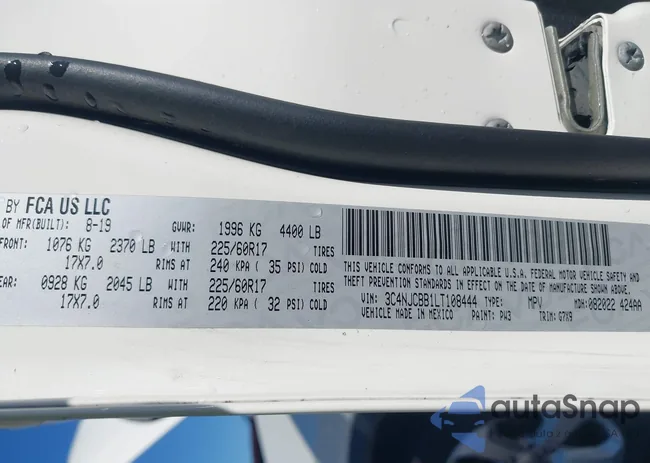 BY FCA US LLC
OF MFR(BUILT): 8-19 GVWR: 1996 KG 4400 LB
FRONT: 1076 KG 2370 LB WITH 225/60R17 TIRES
17X7.0 RIMS AT 240 KPA ( 35 PSI) COLD
EAR: 0928 KG 2045 LB WITH 225/60R17 TIRES
17X7.0 RIMS AT 220 KPA ( 32 PSI) COLD
THIS VEHICLE CONFORMS TO ALL APPLICABLE U.S.A. FEDERAL MOTOR VEHICLE SAFETY AND
THEFT PREVENTION STANDARDS IN EFFECT ON THE DATE OF MANUFACTURE SHOWN ABOVE.
VIN: 3C4NJCBB1LT108444 TYPE: MPV MDH: 082022 424AA
VEHICLE MADE IN MEXICO PAINT: PW3 TRIM: G7X9
autoSnap